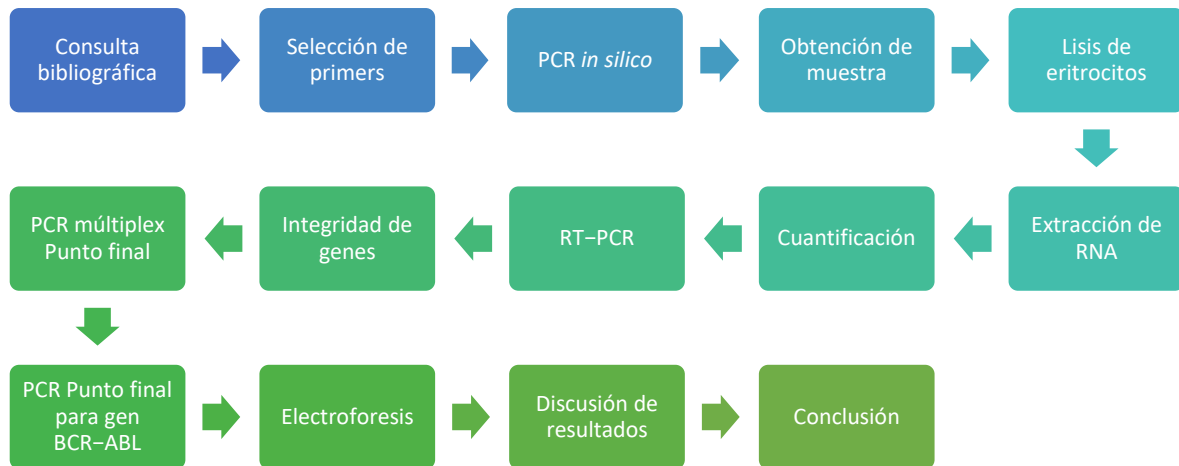 Consulta
bibliográfica
Selección de
primers
PCR in silico
Obtención de
muestra
Lisis de
eritrocitos
Extracción de
RNA
Cuantificación
RT−PCR
Integridad de
genes
PCR múltiplex
Punto final
PCR Punto final
para gen
BCR−ABL
Electroforesis
Discusión de
resultados
Conclusión